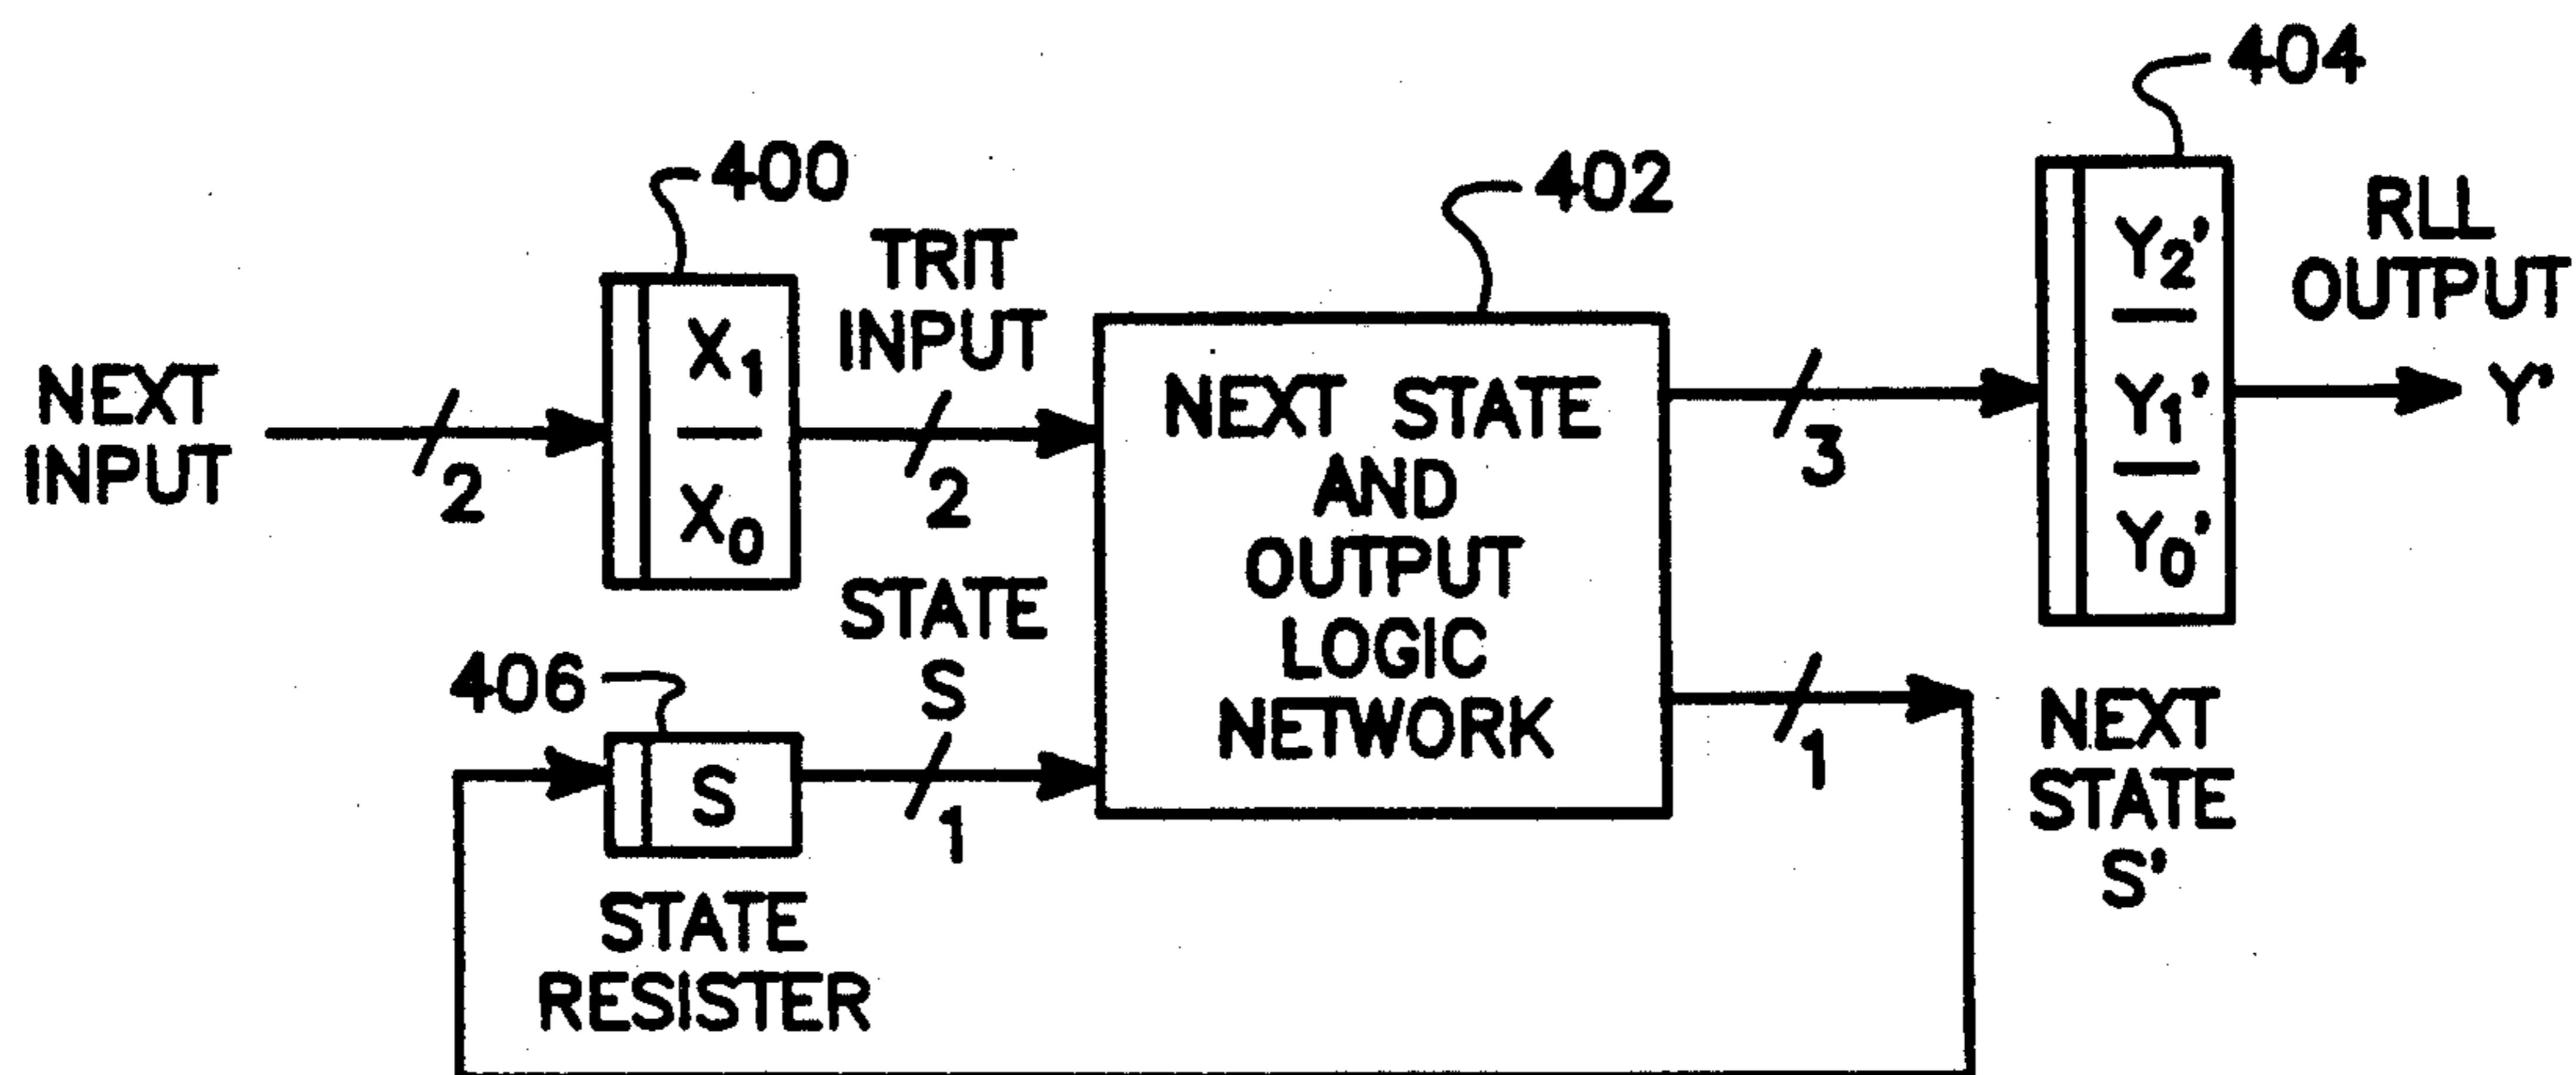 NEXT
INPUT
2
400
X1
X0
TRIT
INPUT
2
STATE
S
1
406
S
STATE
RESISTER
402
NEXT STATE
AND
OUTPUT
LOGIC
NETWORK
3
1
404
Y2'
Y1'
Y0'
RLL
OUTPUT
Y'
NEXT
STATE
S'